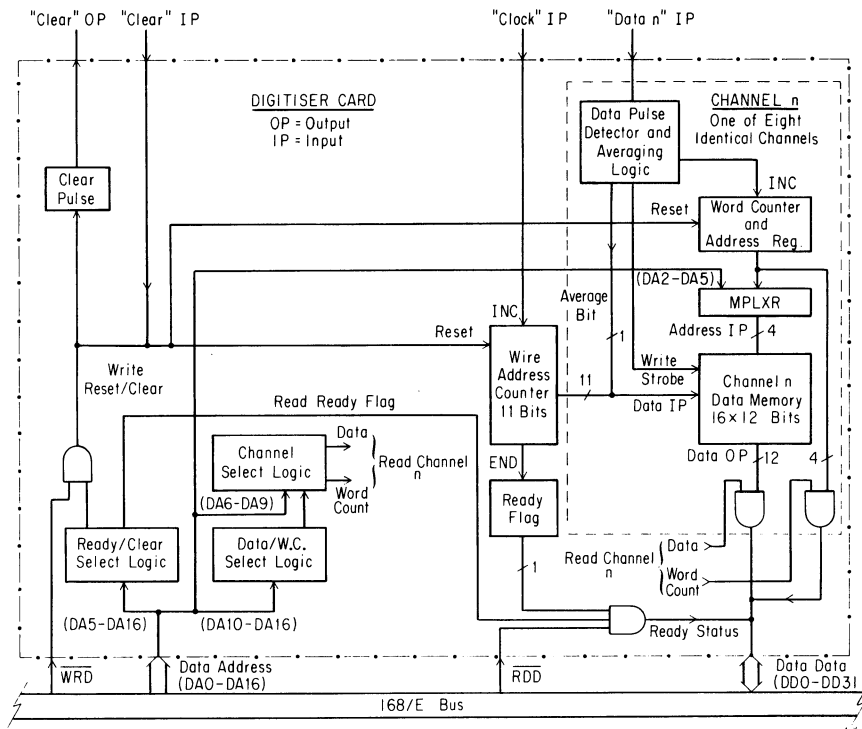 "Clear" OP
"Clear" IP
"Clock" IP
"Data n" IP
DIGITISER CARD
OP = Output
IP = Input
CHANNEL n
One of Eight
Identical Channels
Data Pulse
Detector and
Averaging
Logic
INC
Clear
Pulse
Reset
Word Counter
and
Address Reg.
(DA2-DA5)
MPLXR
Average
Bit
1
Address IP
4
INC
Reset
Wire
Address
Counter
11 Bits
11
Write
Strobe
Data IP
Channel n
Data Memory
16×12 Bits
Write
Reset/Clear
Read Ready Flag
Data
Channel
Select Logic
Read Channel
n
Word
Count
(DA6-DA9)
END
Data OP
12
4
Ready
Flag
Ready/Clear
Select Logic
Data/W.C.
Select Logic
1
Read Channel
n
Data
Word
Count
(DA5-DA16)
(DA10-DA16)
Ready Status
WRD
Data Address
(DA0-DA16)
RDD
Data Data
(DD0-DD31
168/E Bus